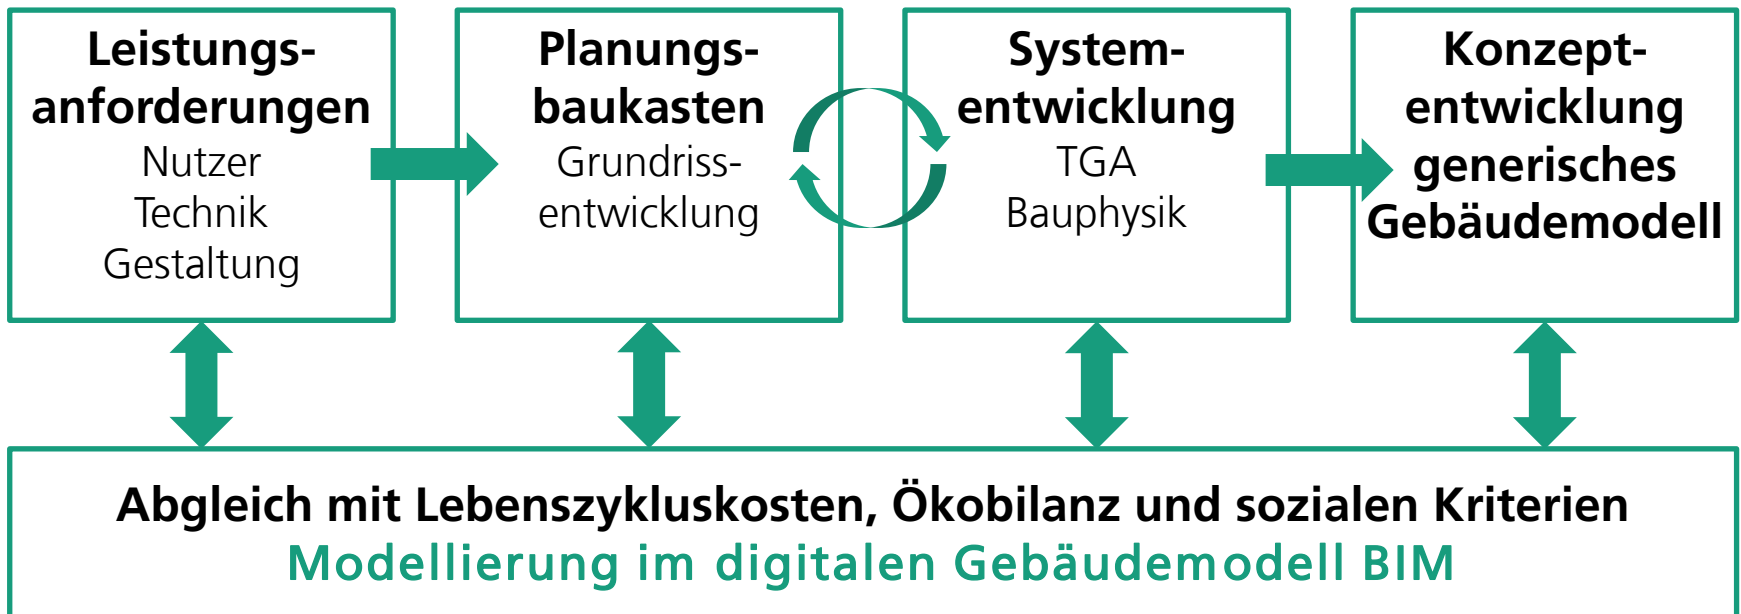 Leistungs-
anforderungen
Nutzer
Technik
Gestaltung
Planungs-
baukasten
Grundriss-
entwicklung
System-
entwicklung
TGA
Bauphysik
Konzept-
entwicklung
generisches
Gebäudemodell
Abgleich mit Lebenszykluskosten, Ökobilanz und sozialen Kriterien
Modellierung im digitalen Gebäudemodell BIM